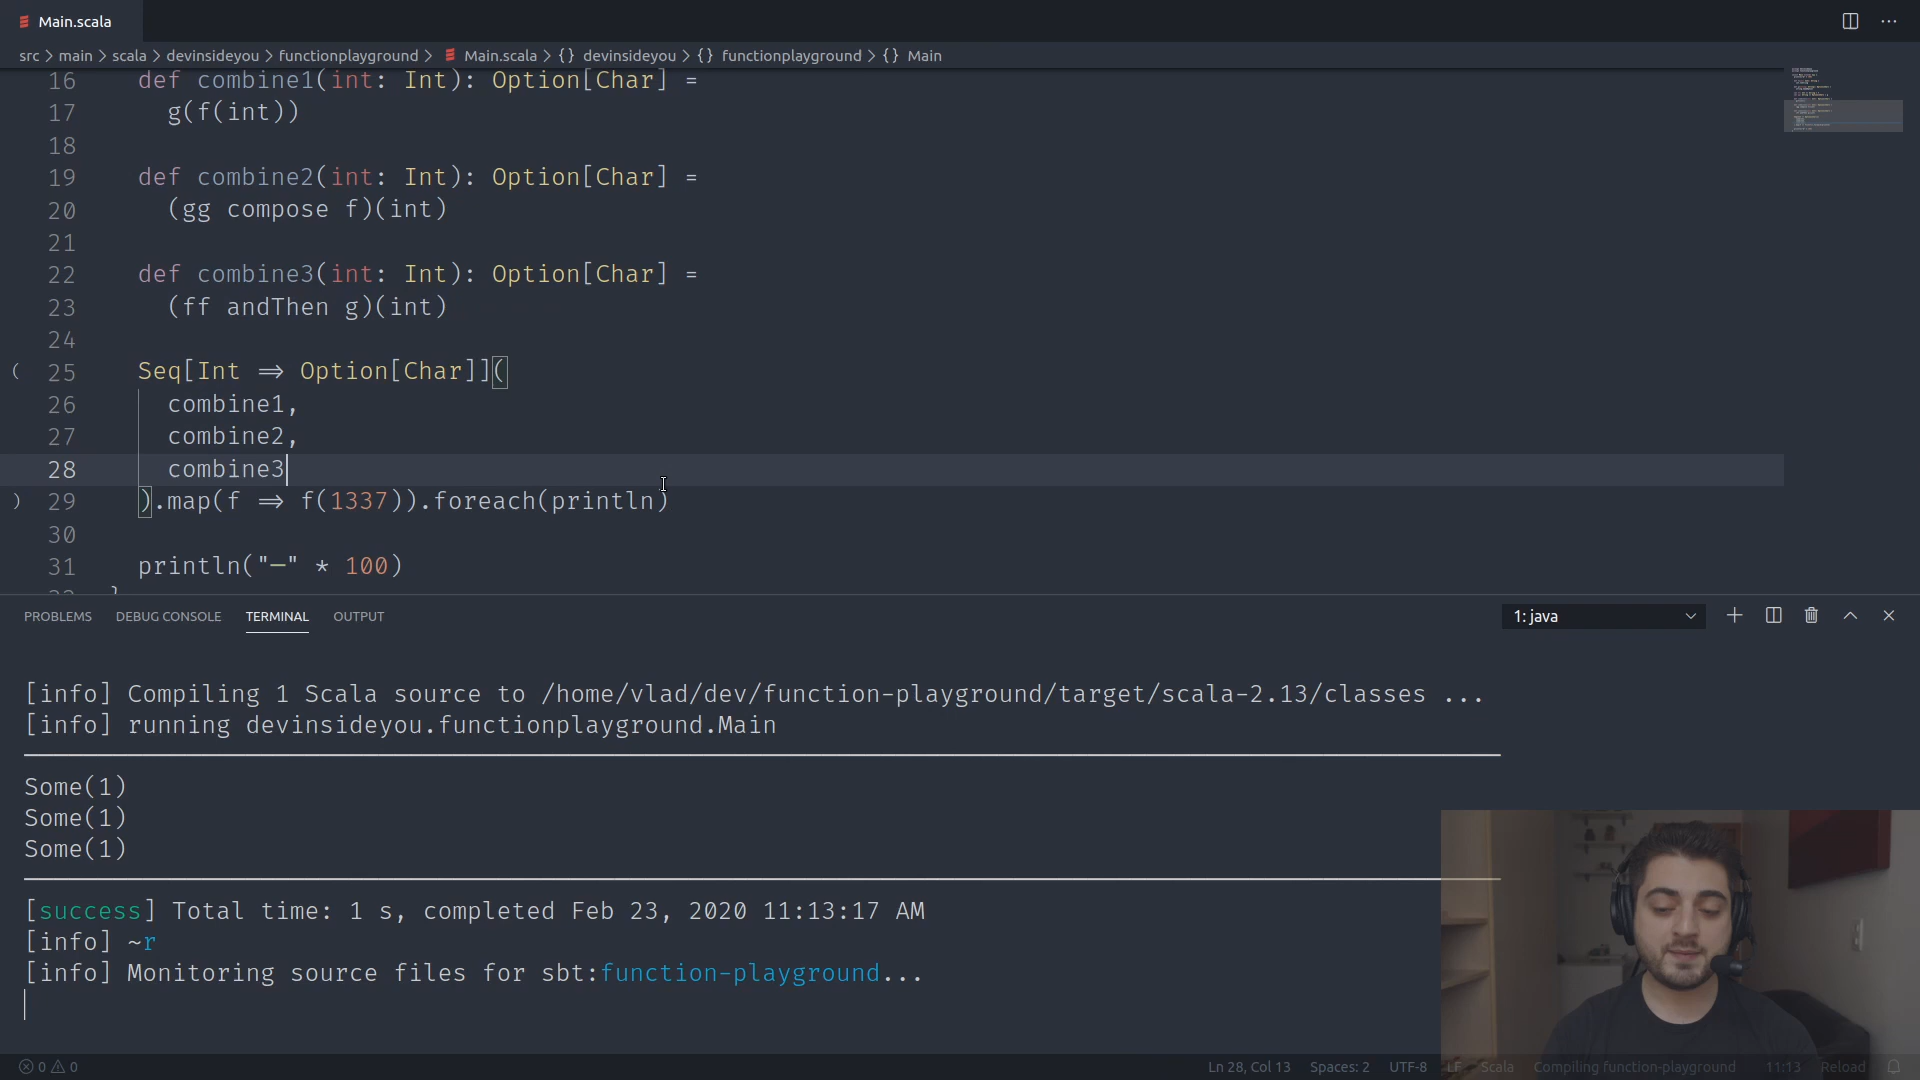 Main.scala
src > main > scala > devinsideyou > functionplayground > Main.scala > {} devinsideyou > {} functionplayground > {} Main
16 def combine1(int: Int): Option[Char] =
17 g(f(int))
18
19 def combine2(int: Int): Option[Char] =
20 (gg compose f)(int)
21
22 def combine3(int: Int): Option[Char] =
23 (ff andThen g)(int)
24
( 25 Seq[Int ⇒ Option[Char]](
26 combine1,
27 combine2,
28 combine3
) 29 ).map(f ⇒ f(1337)).foreach(println)
30
31 println("─" * 100)
PROBLEMS DEBUG CONSOLE TERMINAL OUTPUT 1: java
[info] Compiling 1 Scala source to /home/vlad/dev/function-playground/target/scala-2.13/classes ...
[info] running devinsideyou.functionplayground.Main
Some(1)
Some(1)
Some(1)
[success] Total time: 1 s, completed Feb 23, 2020 11:13:17 AM
[info] ~r
[info] Monitoring source files for sbt:function-playground...
0 0 Ln 28, Col 13 Spaces: 2 UTF-8 LF Scala Compiling function-playground 11:13 Reload